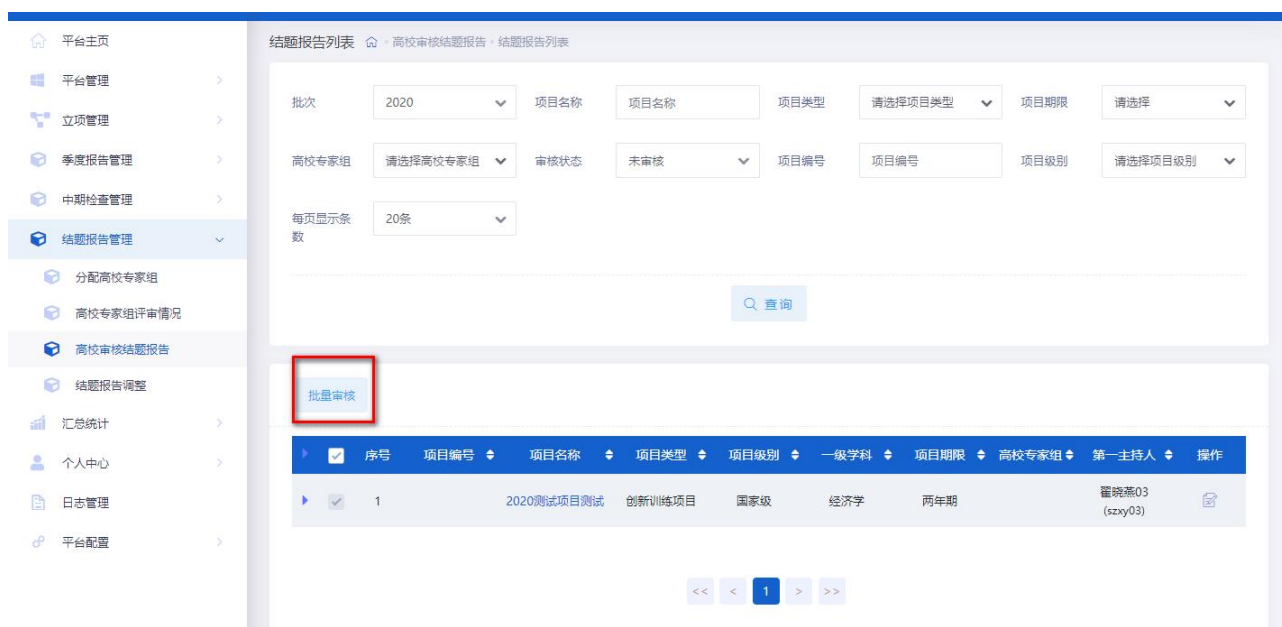 平台主页
平台管理
立项管理
季度报告管理
中期检查管理
结题报告管理
分配高校专家组
高校专家组评审情况
高校审核结题报告
结题报告调整
汇总统计
个人中心
日志管理
平台配置
结题报告列表 - 高校审核结题报告 - 结题报告列表
批次 2020 项目名称 项目名称 项目类型 请选择项目类型 项目期限 请选择
高校专家组 请选择高校专家组 审核状态 未审核 项目编号 项目编号 项目级别 请选择项目级别
每页显示条 20条
数
查询
批量审核
序号 项目编号 项目名称 项目类型 项目级别 一级学科 项目期限 高校专家组 第一主持人 操作
1 2020测试项目测试 创新训练项目 国家级 经济学 两年期 翟晓燕03
(szxy03)
<< < 1 > >>